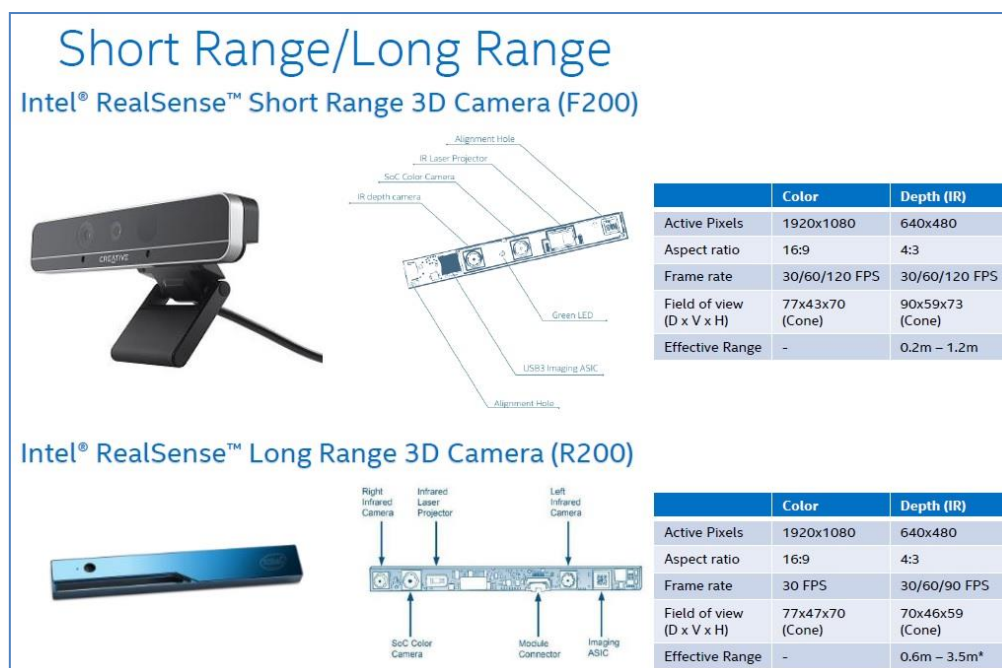 Short Range/Long Range
Intel® RealSense™ Short Range 3D Camera (F200)
Alignment Hole
IR Laser Projector
SoC Color Camera
IR depth camera
CREATIVE
Green LED
USB3 Imaging ASIC
Alignment Hole
Color Depth (IR)
Active Pixels 1920x1080 640x480
Aspect ratio 16:9 4:3
Frame rate 30/60/120 FPS 30/60/120 FPS
Field of view 77x43x70 90x59x73
(D x V x H) (Cone) (Cone)
Effective Range - 0.2m – 1.2m
Intel® RealSense™ Long Range 3D Camera (R200)
Right Infrared Left
Infrared Laser Infrared
Camera Projector Camera
intel
SoC Color Module Imaging
Camera Connector ASIC
Color Depth (IR)
Active Pixels 1920x1080 640x480
Aspect ratio 16:9 4:3
Frame rate 30 FPS 30/60/90 FPS
Field of view 77x47x70 70x46x59
(D x V x H) (Cone) (Cone)
Effective Range - 0.6m – 3.5m*